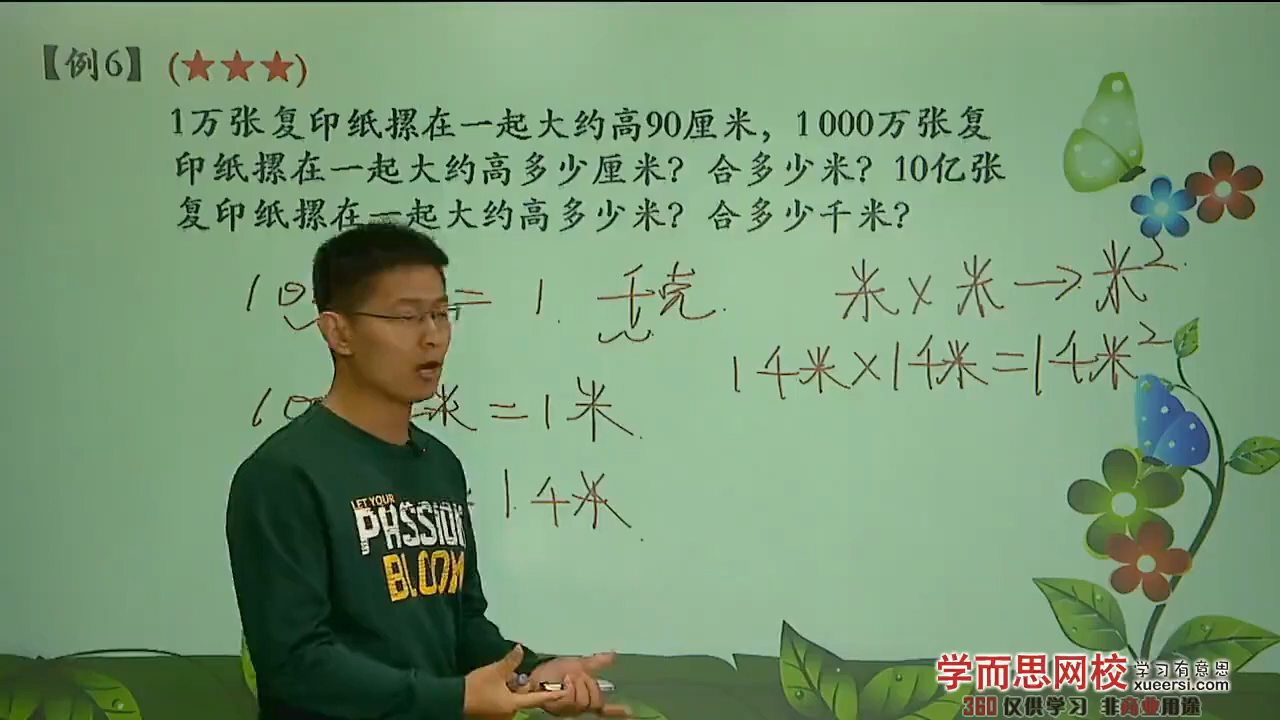 【例6】(★★★)
1万张复印纸摞在一起大约高90厘米，1000万张复
印纸摞在一起大约高多少厘米？合多少米？10亿张
复印纸摞在一起大约高多少米？合多少千米？
10 = 1 千克
米×米→米²
1千米×1千米=1千米²
10 米=1米
=1千米
LET YOUR
PASSION
BLOOM
学而思网校 学习有意思
xueersi.com
360 仅供学习 非商业用途